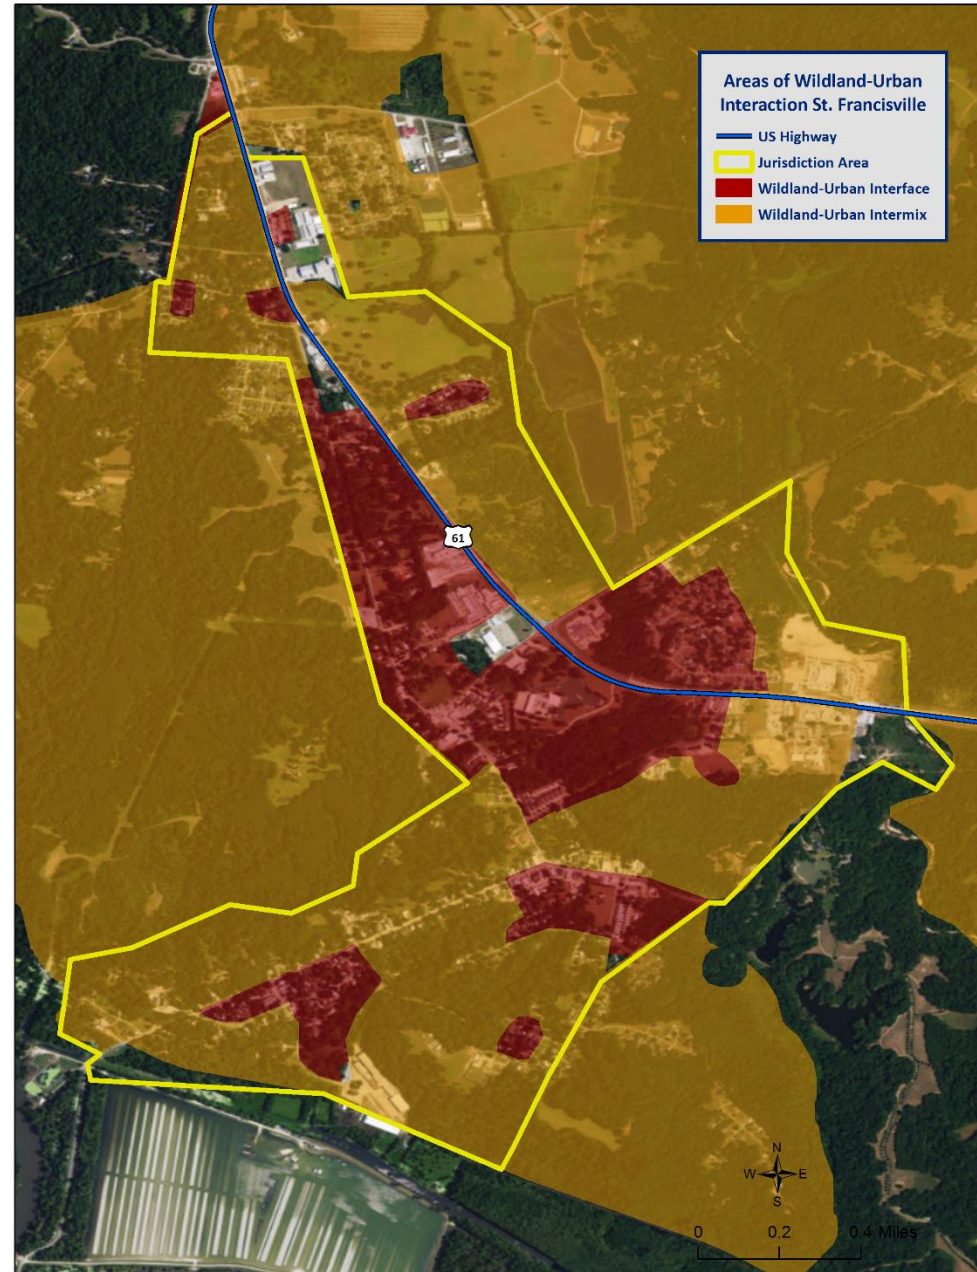 Areas of Wildland-Urban
Interaction St. Francisville
US Highway
Jurisdiction Area
Wildland-Urban Interface
Wildland-Urban Intermix
61
N
W E
S
0 0.2 0.4 Miles